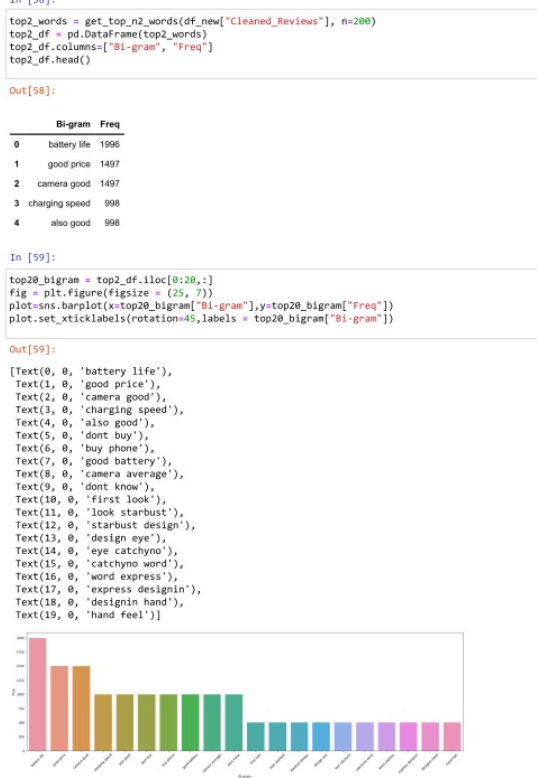 top2_words = get_top_n2_words(df_new["Cleaned_Reviews"], n=200)
top2_df = pd.DataFrame(top2_words)
top2_df.columns=["Bi-gram", "Freq"]
top2_df.head()
Out[58]:
Bi-gram Freq
0 battery life 1996
1 good price 1497
2 camera good 1497
3 charging speed 998
4 also good 998
In [59]:
top20_bigram = top2_df.iloc[0:20,:]
fig = plt.figure(figsize = (25, 7))
plot=sns.barplot(x=top20_bigram["Bi-gram"],y=top20_bigram["Freq"])
plot.set_xticklabels(rotation=45,labels = top20_bigram["Bi-gram"])
Out[59]:
[Text(0, 0, 'battery life'),
Text(1, 0, 'good price'),
Text(2, 0, 'camera good'),
Text(3, 0, 'charging speed'),
Text(4, 0, 'also good'),
Text(5, 0, 'dont buy'),
Text(6, 0, 'buy phone'),
Text(7, 0, 'good battery'),
Text(8, 0, 'camera average'),
Text(9, 0, 'dont know'),
Text(10, 0, 'first look'),
Text(11, 0, 'look starbust'),
Text(12, 0, 'starbust design'),
Text(13, 0, 'design eye'),
Text(14, 0, 'eye catchyno'),
Text(15, 0, 'catchyno word'),
Text(16, 0, 'word express'),
Text(17, 0, 'express designin'),
Text(18, 0, 'designin hand'),
Text(19, 0, 'hand feel')]